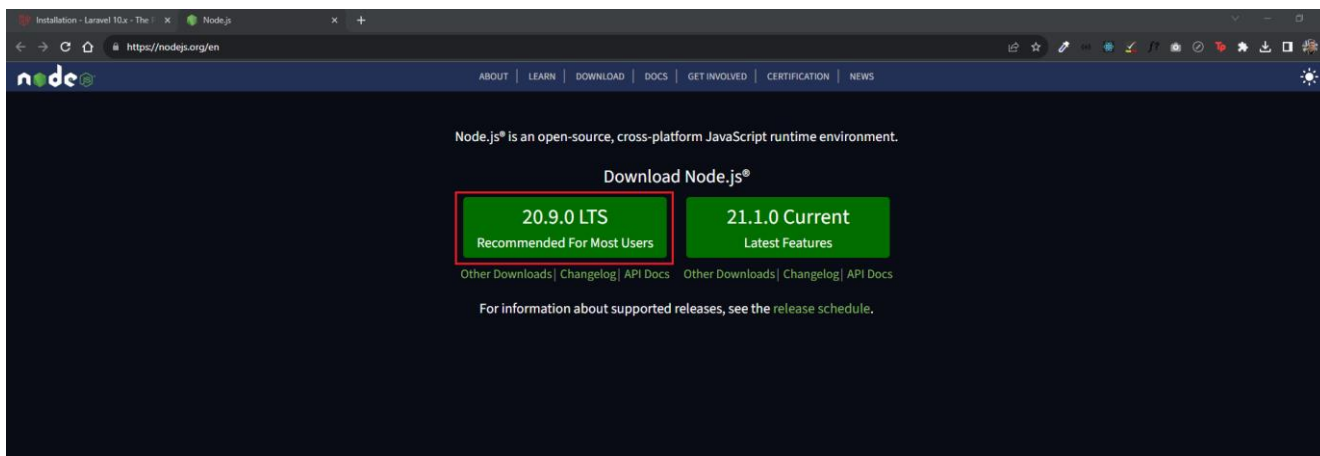 Installation - Laravel 10.x - The
Node.js
https://nodejs.org/en
node
JS
ABOUT | LEARN | DOWNLOAD | DOCS | GET INVOLVED | CERTIFICATION | NEWS
Node.js® is an open-source, cross-platform JavaScript runtime environment.
Download Node.js®
20.9.0 LTS
Recommended For Most Users
21.1.0 Current
Latest Features
Other Downloads | Changelog | API Docs
Other Downloads | Changelog | API Docs
For information about supported releases, see the release schedule.